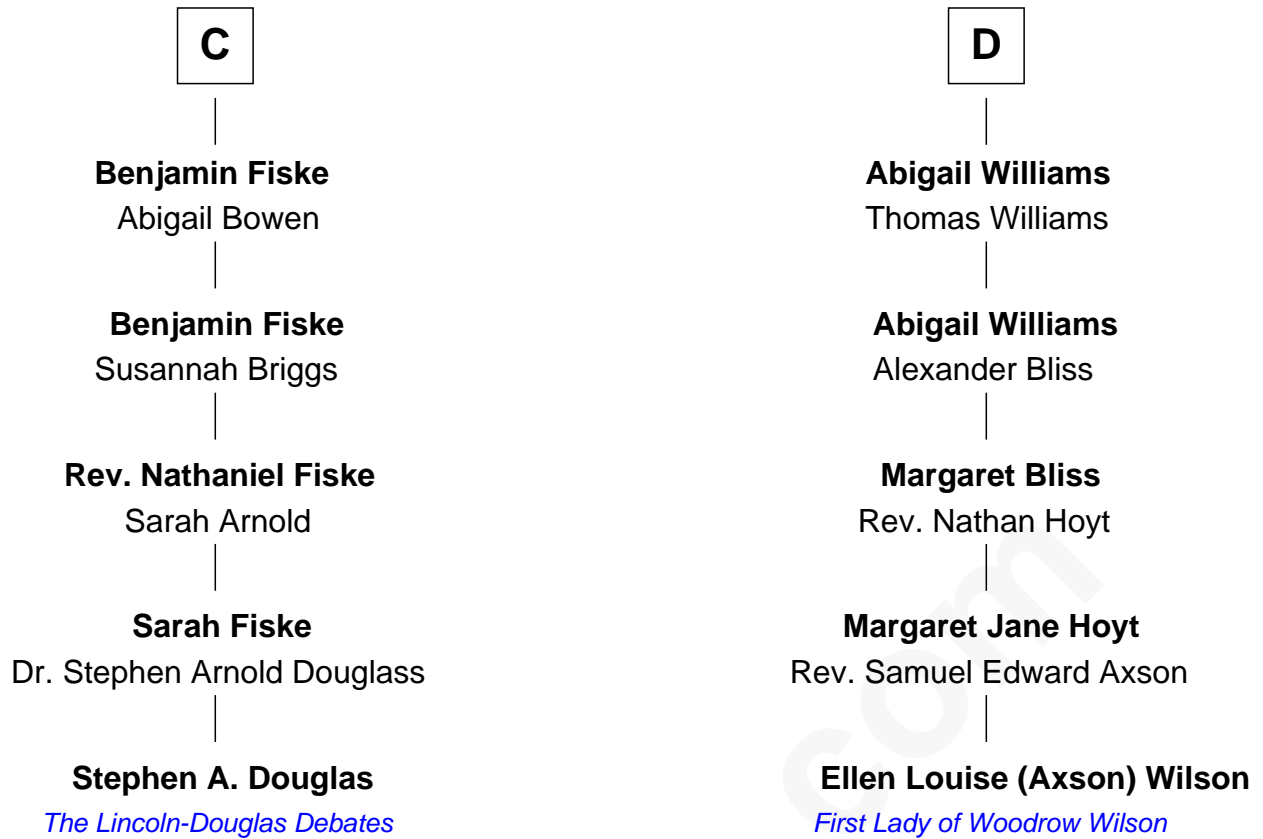 C
Benjamin Fiske
Abigail Bowen
Benjamin Fiske
Susannah Briggs
Rev. Nathaniel Fiske
Sarah Arnold
Sarah Fiske
Dr. Stephen Arnold Douglass
Stephen A. Douglas
The Lincoln-Douglas Debates
D
Abigail Williams
Thomas Williams
Abigail Williams
Alexander Bliss
Margaret Bliss
Rev. Nathan Hoyt
Margaret Jane Hoyt
Rev. Samuel Edward Axson
Ellen Louise (Axson) Wilson
First Lady of Woodrow Wilson
com